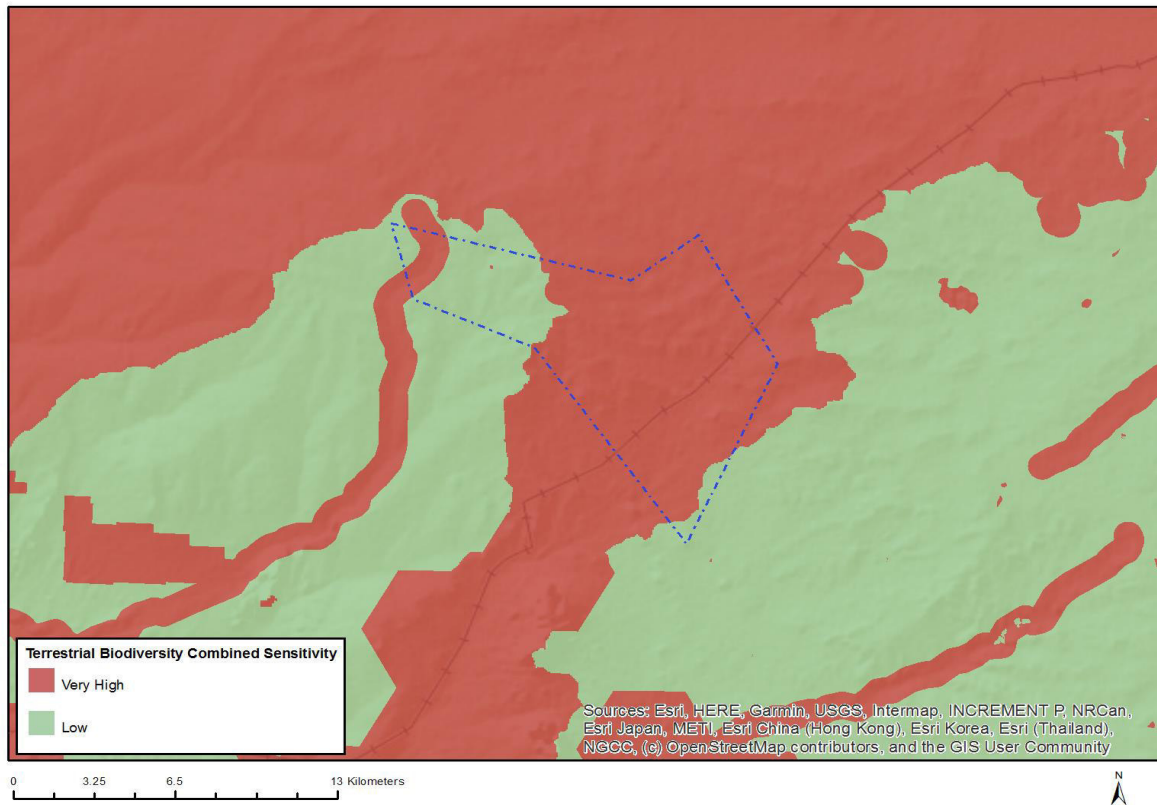 Terrestrial Biodiversity Combined Sensitivity
Very High
Low
Sources: Esri, HERE, Garmin, USGS, Intermap, INCREMENT P, NRCan,
Esri Japan, METI, Esri China (Hong Kong), Esri Korea, Esri (Thailand),
NGCC, (c) OpenStreetMap contributors, and the GIS User Community
0 3.25 6.5 13 Kilometers
N